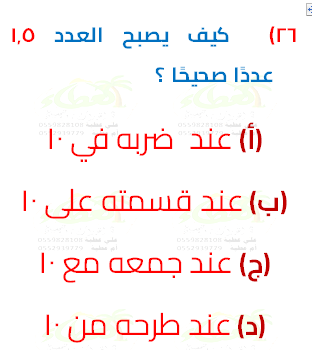 ٢٦) كيف يصبح العدد ١,٥
عددًا صحيحًا ؟
(أ) عند ضربه في ١٠
(ب) عند قسمته على ١٠
(ج) عند جمعه مع ١٠
(د) عند طرحه من ١٠